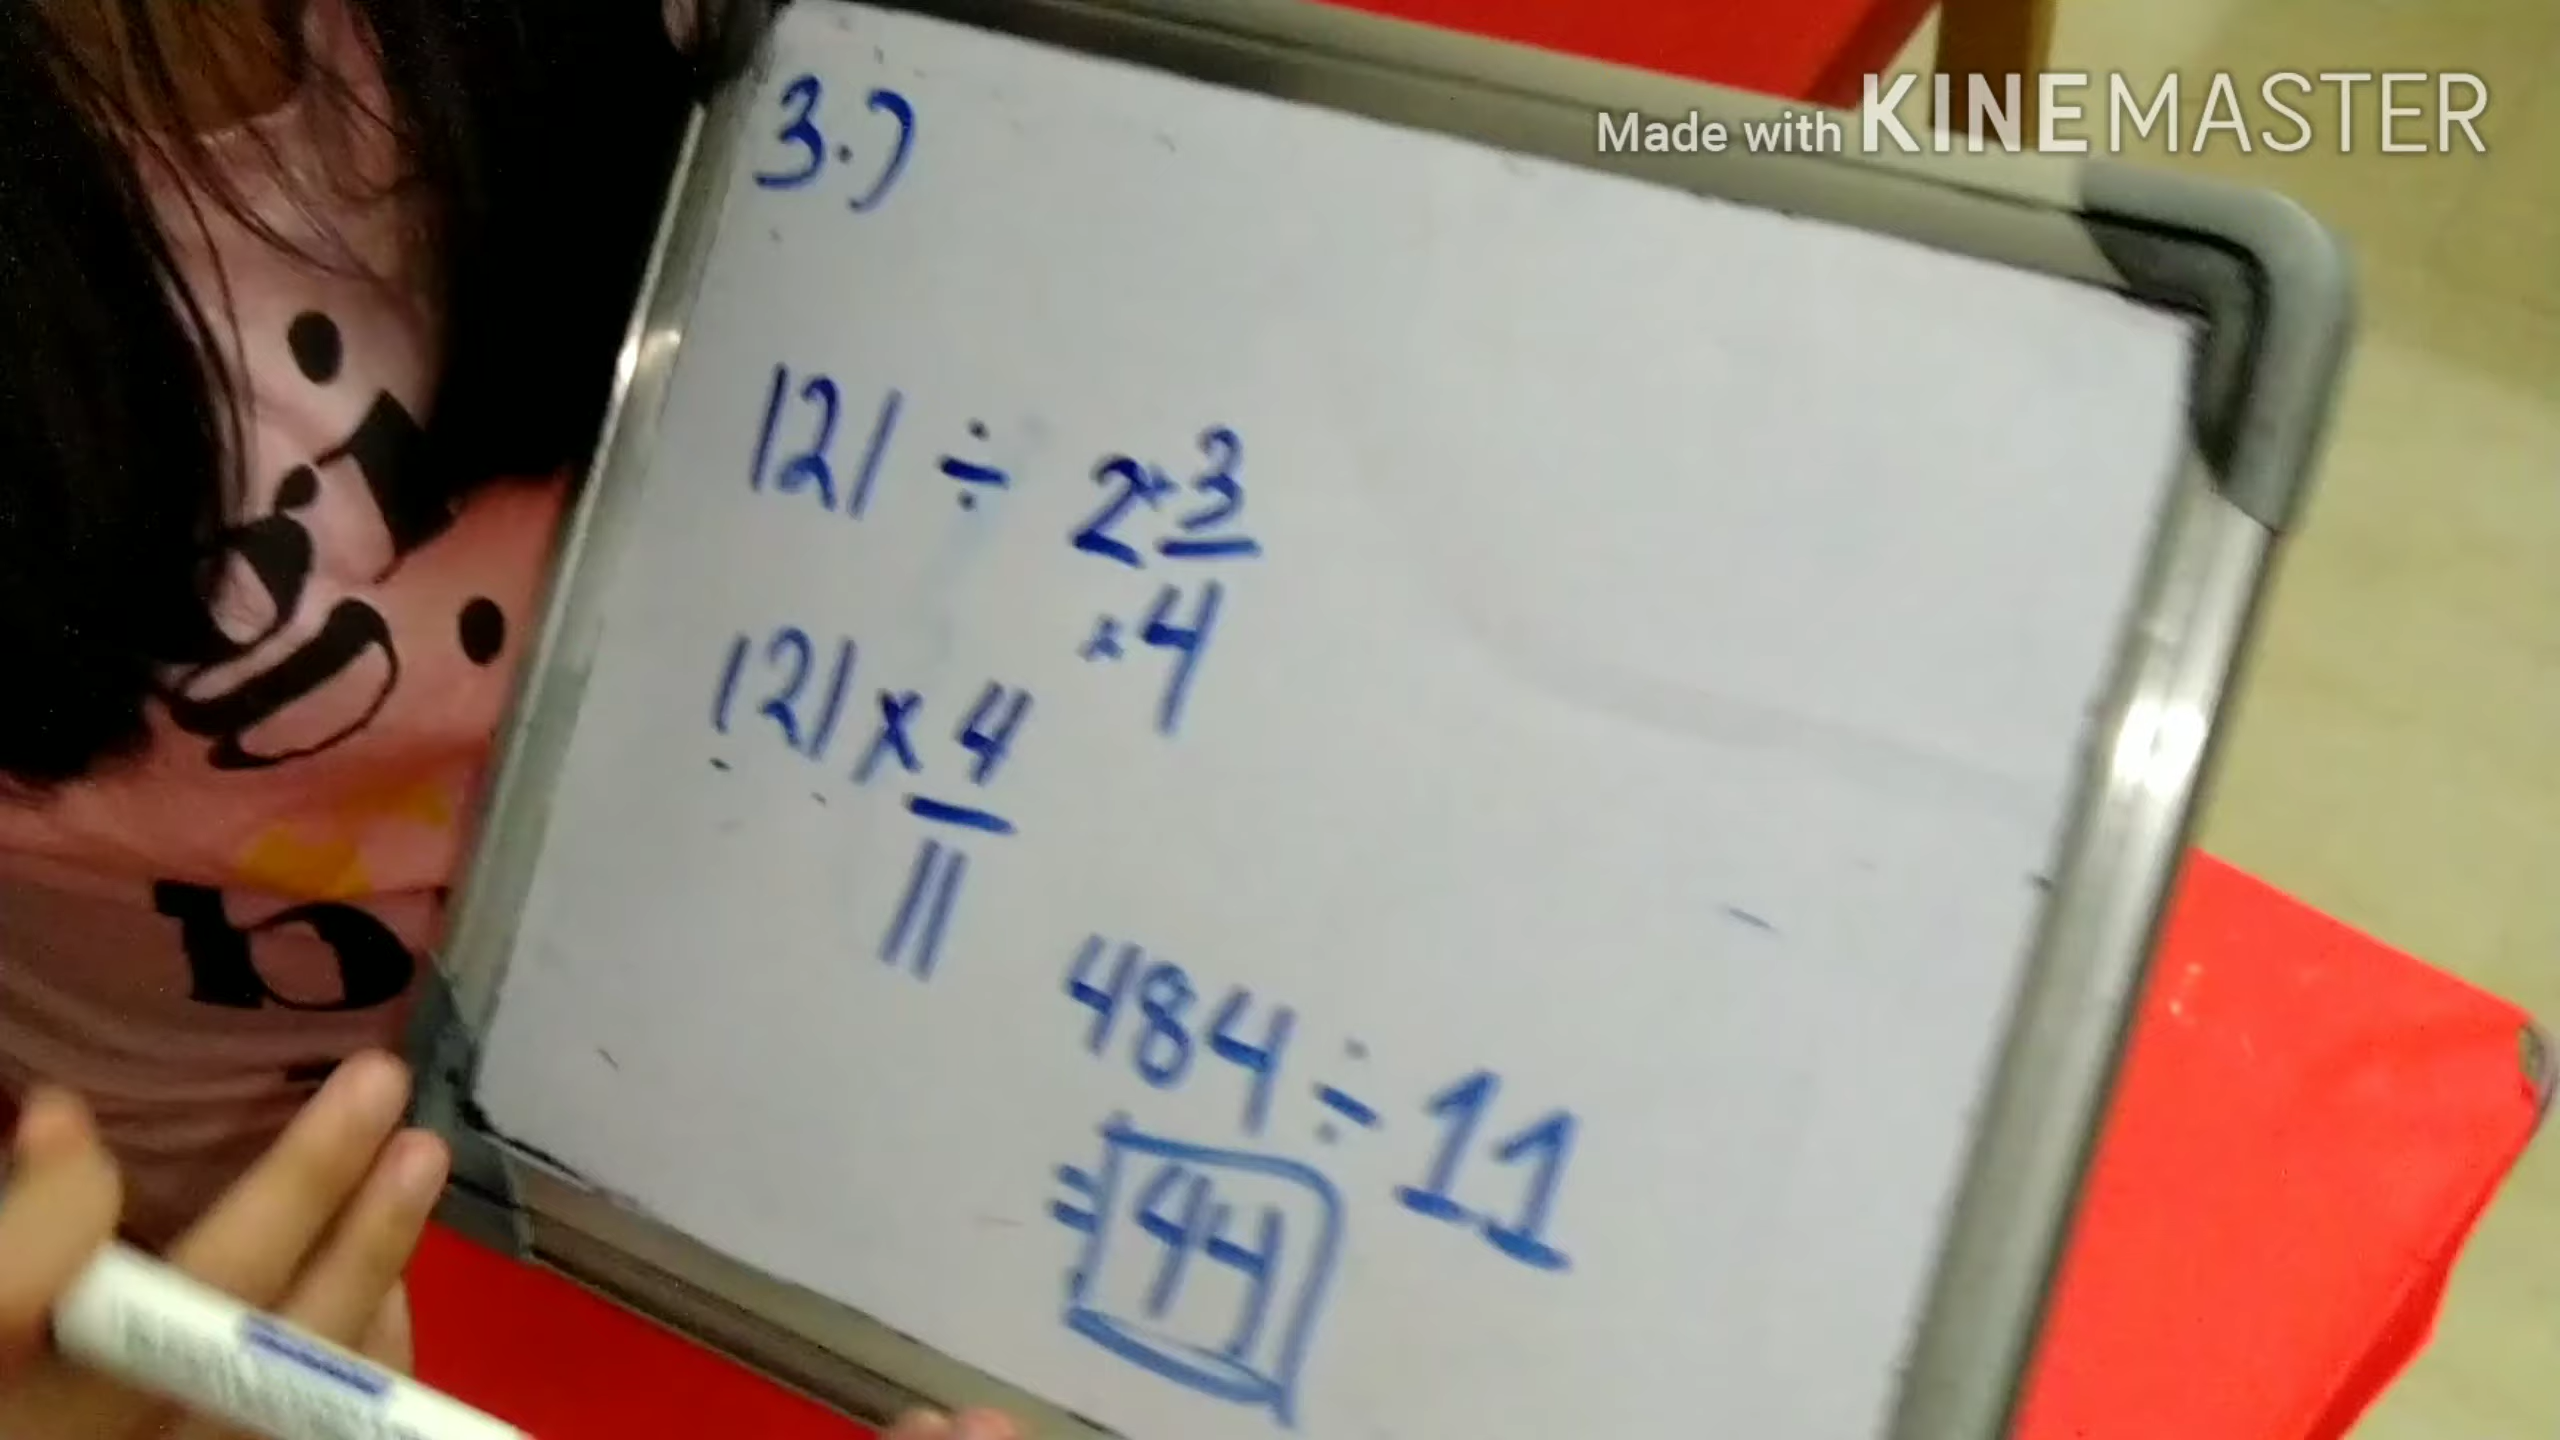 Made with KINEMASTER
3.)
121 ÷ 2+3
×4
121 × 4
11
484 ÷ 11
= 44